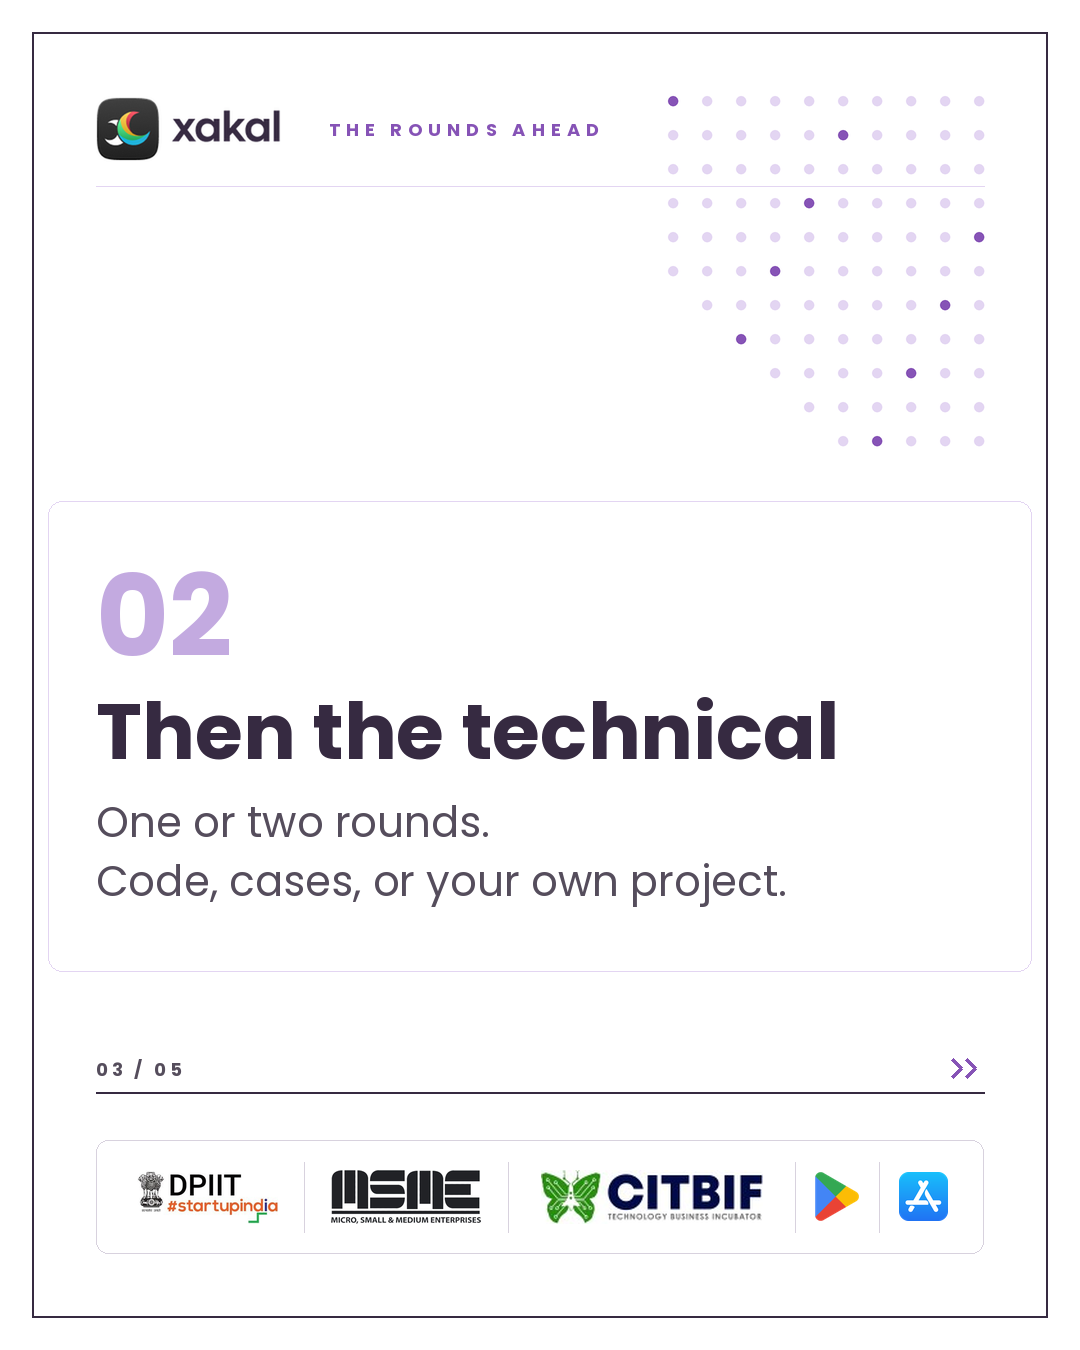 xakal
THE ROUNDS AHEAD
02
Then the technical
One or two rounds.
Code, cases, or your own project.
03 / 05
DPIIT
#startupindia
MSME
MICRO, SMALL & MEDIUM ENTERPRISES
CITBIF
TECHNOLOGY BUSINESS INCUBATOR